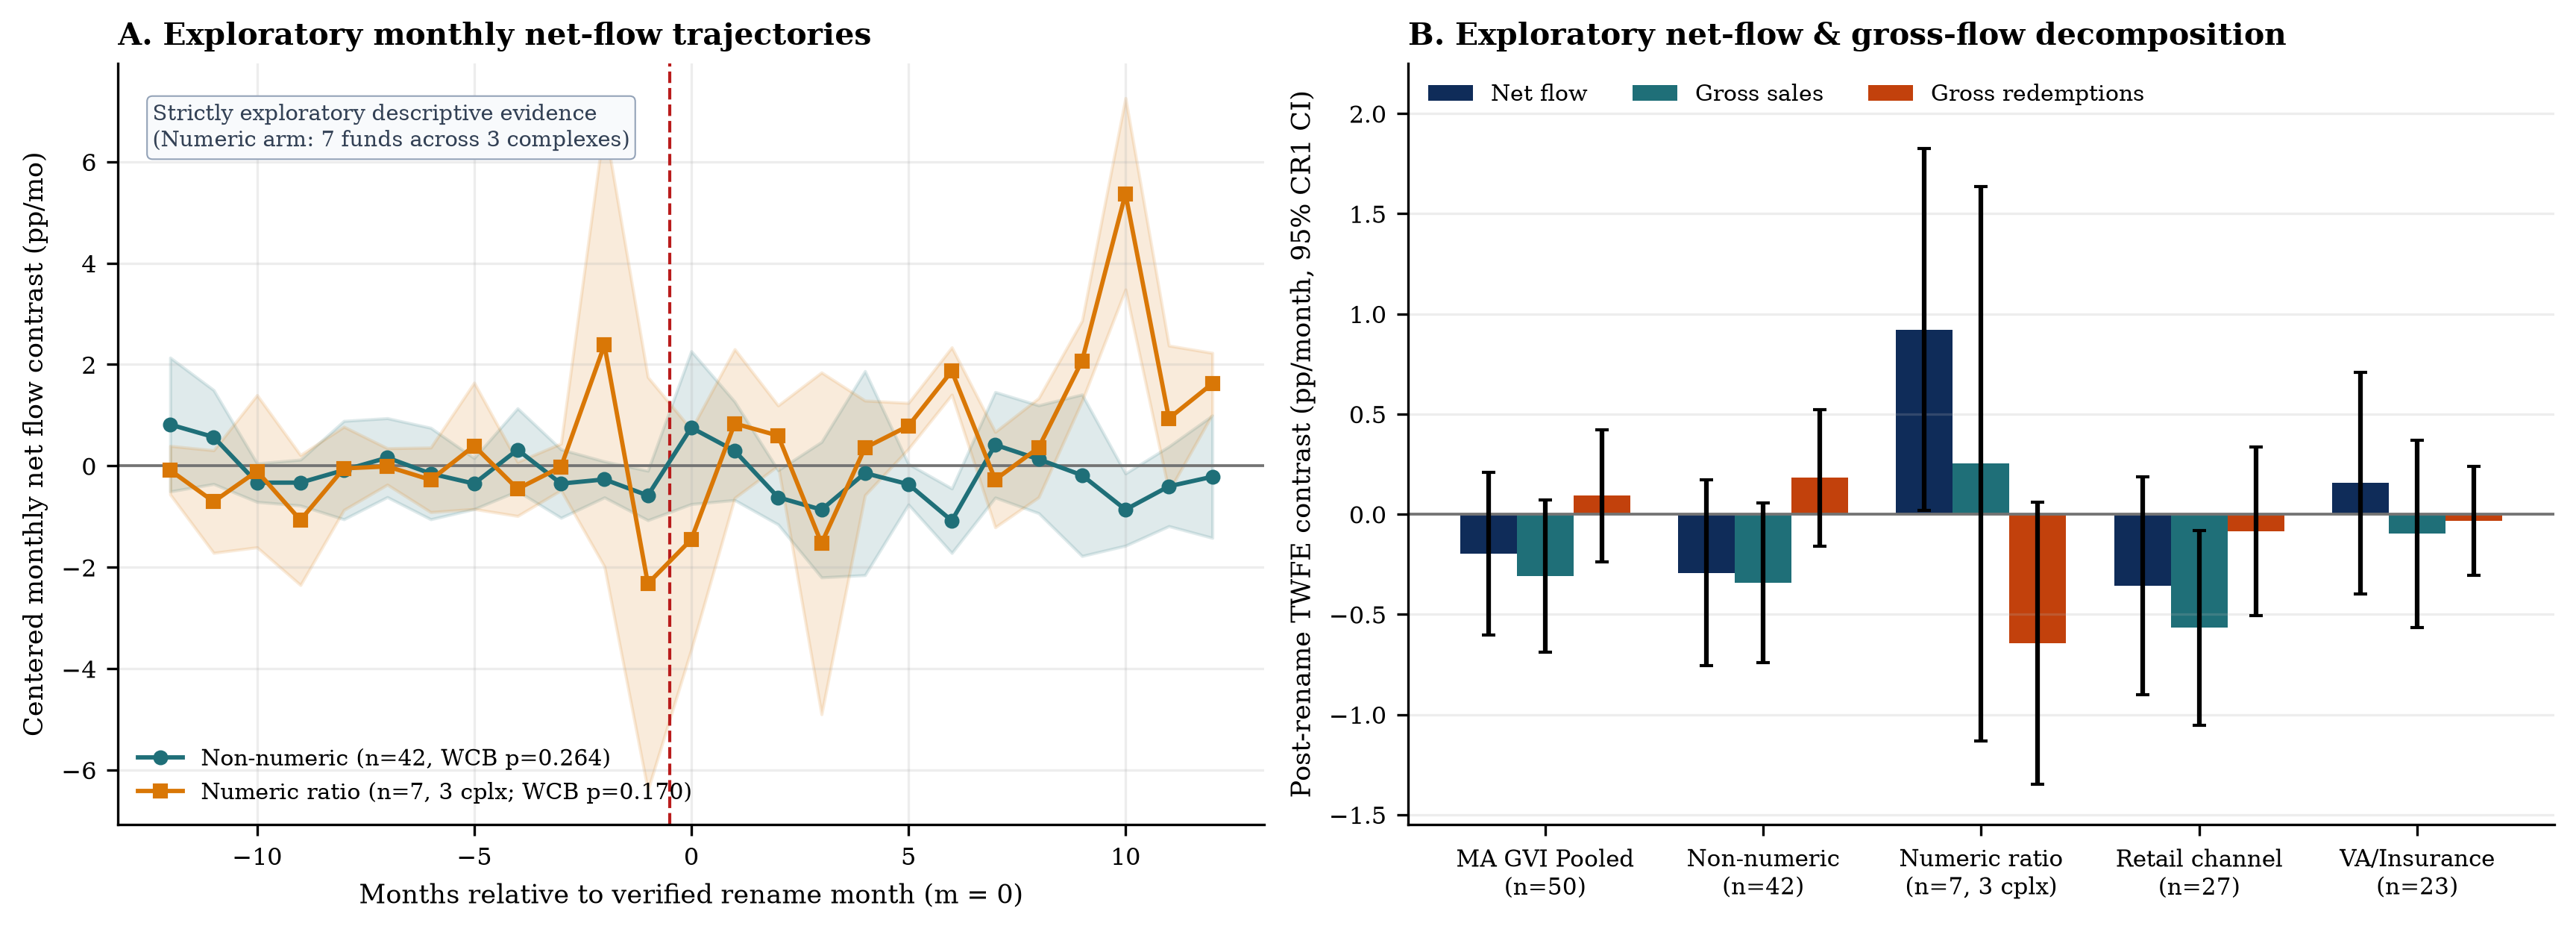 A. Exploratory monthly net-flow trajectories
Centered monthly net flow contrast (pp/mo)
6
4
2
0
−2
−4
−6
Strictly exploratory descriptive evidence
(Numeric arm: 7 funds across 3 complexes)
Non-numeric (n=42, WCB p=0.264)
Numeric ratio (n=7, 3 cplx; WCB p=0.170)
−10
−5
0
5
10
Months relative to verified rename month (m = 0)
B. Exploratory net-flow & gross-flow decomposition
Post-rename TWFE contrast (pp/month, 95% CR1 CI)
Net flow
Gross sales
Gross redemptions
2.0
1.5
1.0
0.5
0.0
−0.5
−1.0
−1.5
MA GVI Pooled
(n=50)
Non-numeric
(n=42)
Numeric ratio
(n=7, 3 cplx)
Retail channel
(n=27)
VA/Insurance
(n=23)